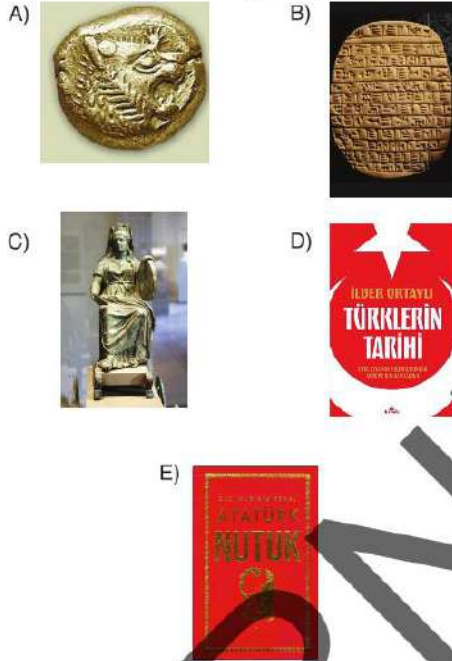 A)
B)
C)
D)
İLBER ORTAYLI
TÜRKLERİN
TARİHİ
E)
ATATÜRK
NUTUK